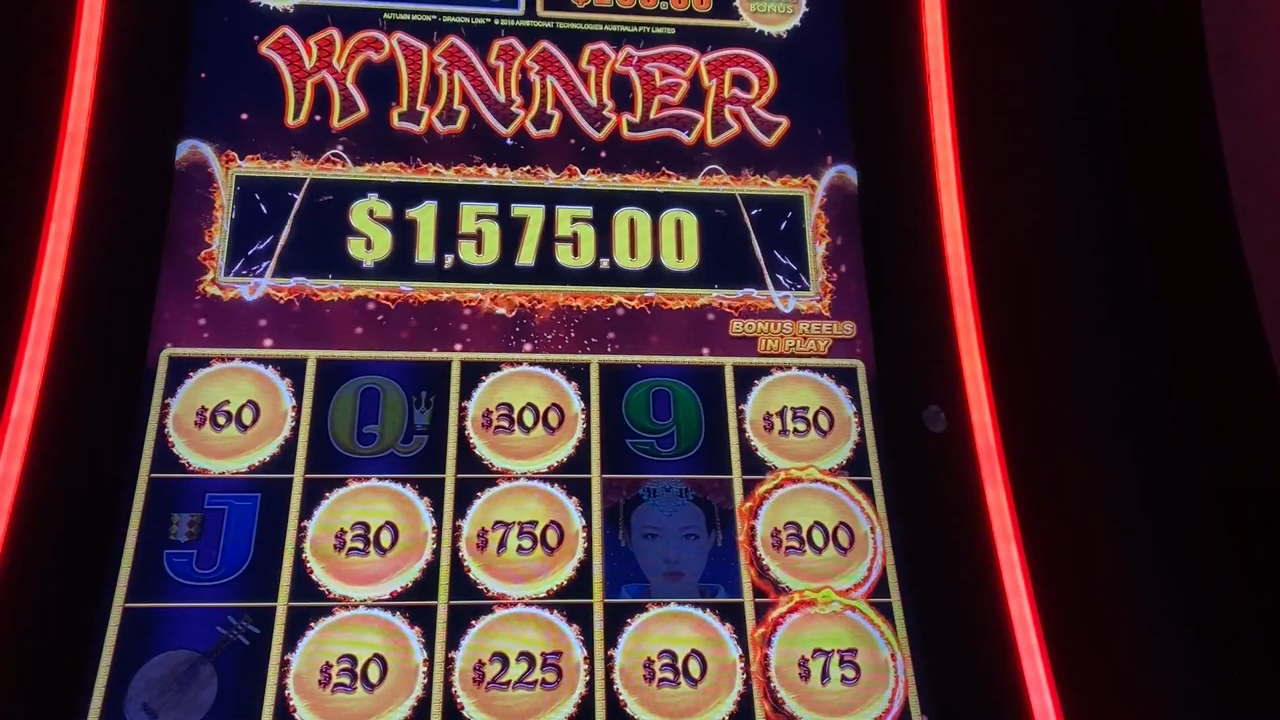 BONUS
AUTUMN MOON™ - DRAGON LINK™ © 2018 ARISTOCRAT TECHNOLOGIES AUSTRALIA PTY LIMITED
WINNER
$1,575.00
BONUS REELS
IN PLAY
$60 Q $300 9 $150
J $30 $750 $300
$30 $225 $30 $75